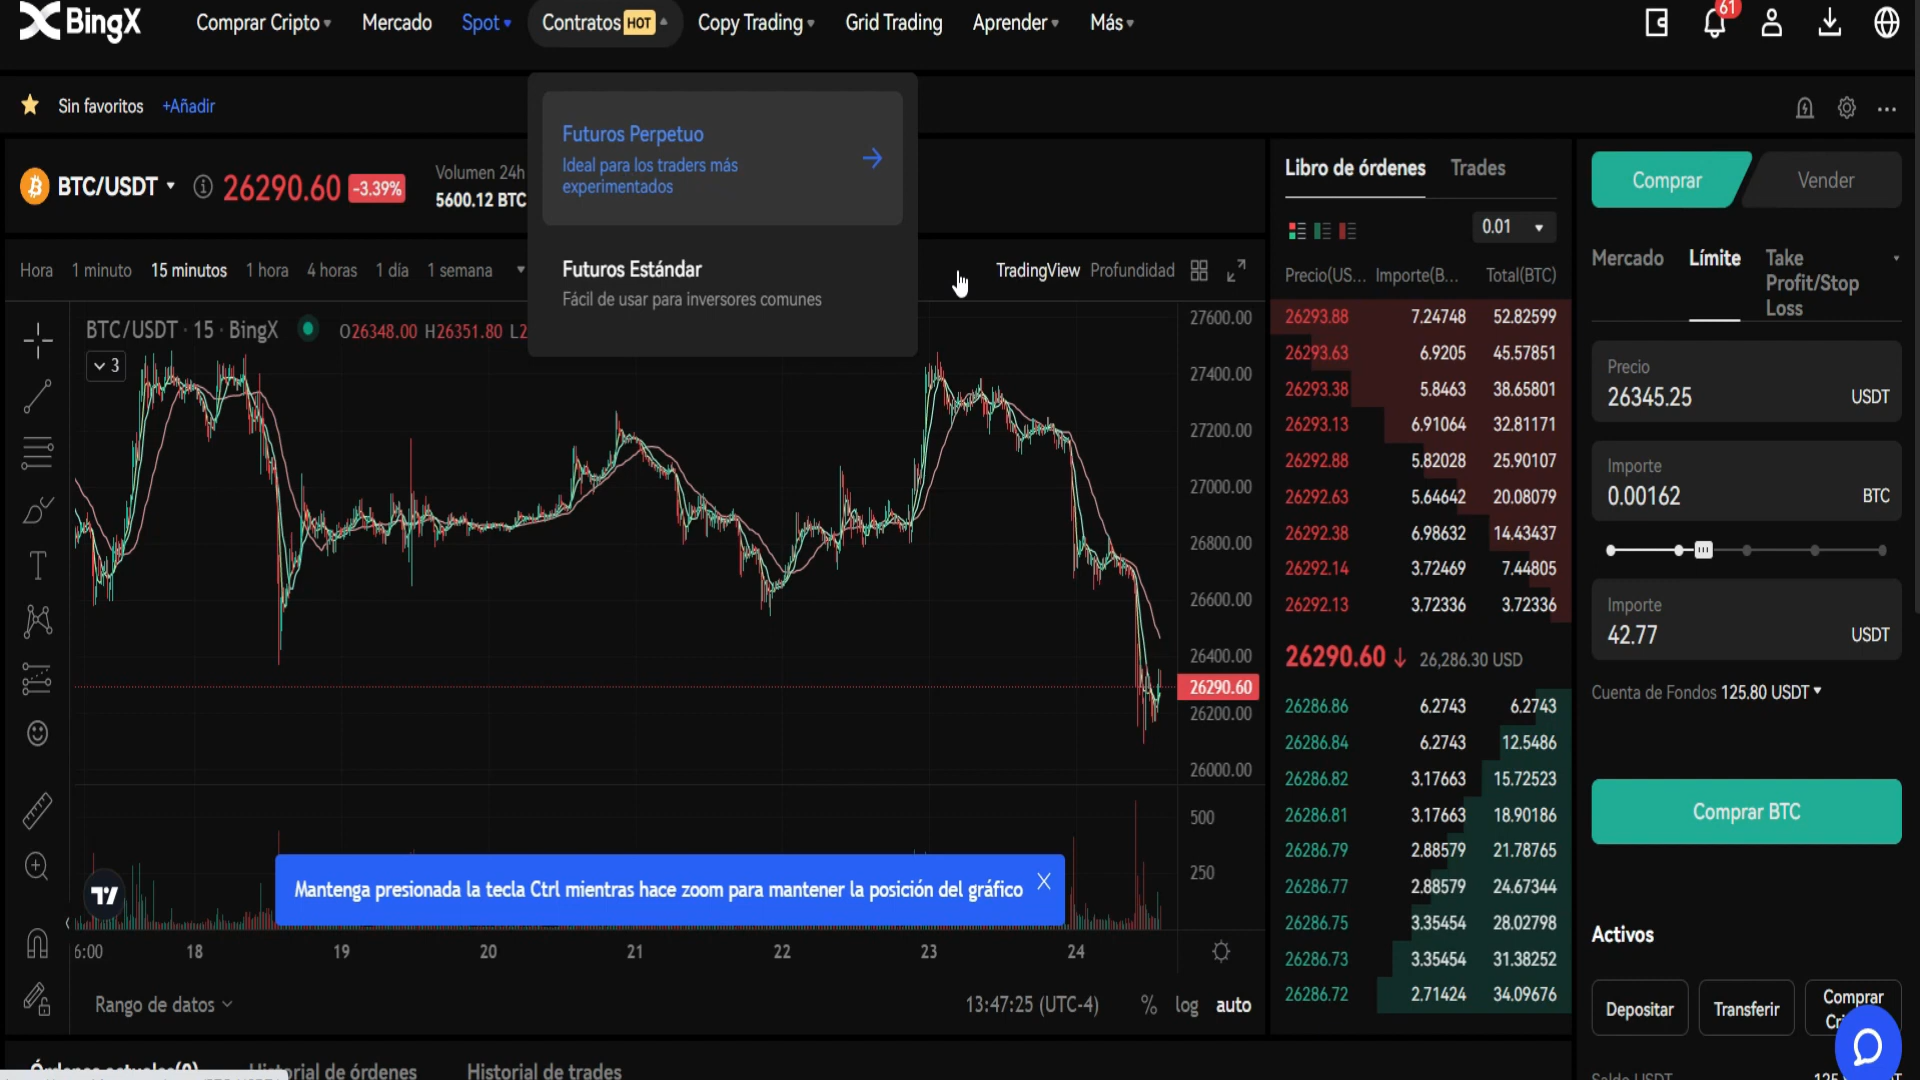 BingX
Comprar Cripto
Mercado
Spot
Contratos HOT
Copy Trading
Grid Trading
Aprender
Más
61
Sin favoritos +Añadir
Futuros Perpetuo
Ideal para los traders más
experimentados
Futuros Estándar
Fácil de usar para inversores comunes
BTC/USDT
26290.60 -3.39%
Volumen 24h
5600.12 BTC
Hora 1 minuto 15 minutos 1 hora 4 horas 1 día 1 semana
TradingView Profundidad
BTC/USDT · 15 · BingX O26348.00 H26351.80 L2
3
27600.00
27400.00
27200.00
27000.00
26800.00
26600.00
26400.00
26290.60
26200.00
26000.00
500
250
Mantenga presionada la tecla Ctrl mientras hace zoom para mantener la posición del gráfico
6:00 18 19 20 21 22 23 24
Rango de datos
13:47:25 (UTC-4) % log auto
Órdenes actuales(0)
Historial de órdenes
Historial de trades
Libro de órdenes Trades
0.01
Precio(US... Importe(B... Total(BTC)
26293.88 7.24748 52.82599
26293.63 6.9205 45.57851
26293.38 5.8463 38.65801
26293.13 6.91064 32.81171
26292.88 5.82028 25.90107
26292.63 5.64642 20.08079
26292.38 6.98632 14.43437
26292.14 3.72469 7.44805
26292.13 3.72336 3.72336
26290.60 ↓ 26,286.30 USD
26286.86 6.2743 6.2743
26286.84 6.2743 12.5486
26286.82 3.17663 15.72523
26286.81 3.17663 18.90186
26286.79 2.88579 21.78765
26286.77 2.88579 24.67344
26286.75 3.35454 28.02798
26286.73 3.35454 31.38252
26286.72 2.71424 34.09676
Comprar Vender
Mercado Límite Take
Profit/Stop
Loss
Precio
26345.25 USDT
Importe
0.00162 BTC
Importe
42.77 USDT
Cuenta de Fondos 125.80 USDT
Comprar BTC
Activos
Depositar
Transferir
Comprar
Saldo USDT